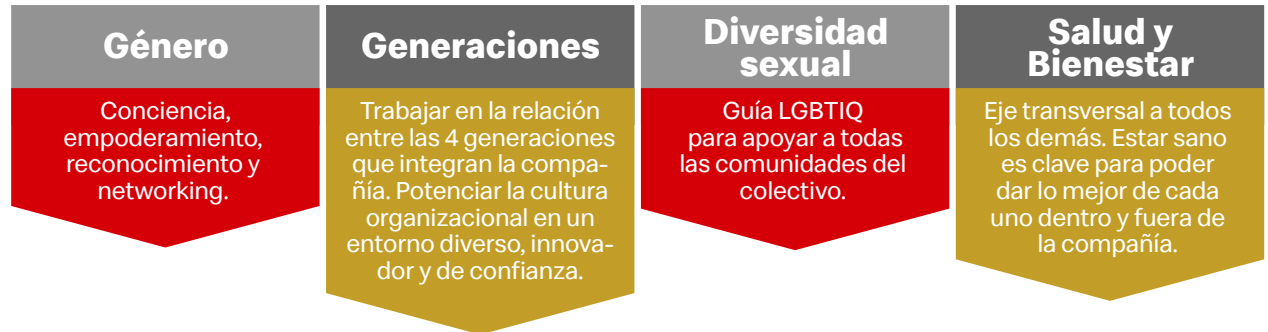 Género
Conciencia,
empoderamiento,
reconocimiento y
networking.
Generaciones
Trabajar en la relación
entre las 4 generaciones
que integran la compa-
ñía. Potenciar la cultura
organizacional en un
entorno diverso, innova-
dor y de confianza.
Diversidad
sexual
Guía LGBTIQ
para apoyar a todas
las comunidades del
colectivo.
Salud y
Bienestar
Eje transversal a todos
los demás. Estar sano
es clave para poder
dar lo mejor de cada
uno dentro y fuera de
la compañía.